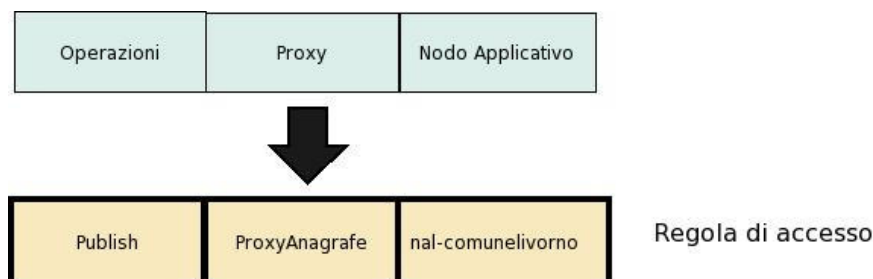 Operazioni
Proxy
Nodo Applicativo
Publish
ProxyAnagrafe
nal-comunelivorno
Regola di accesso